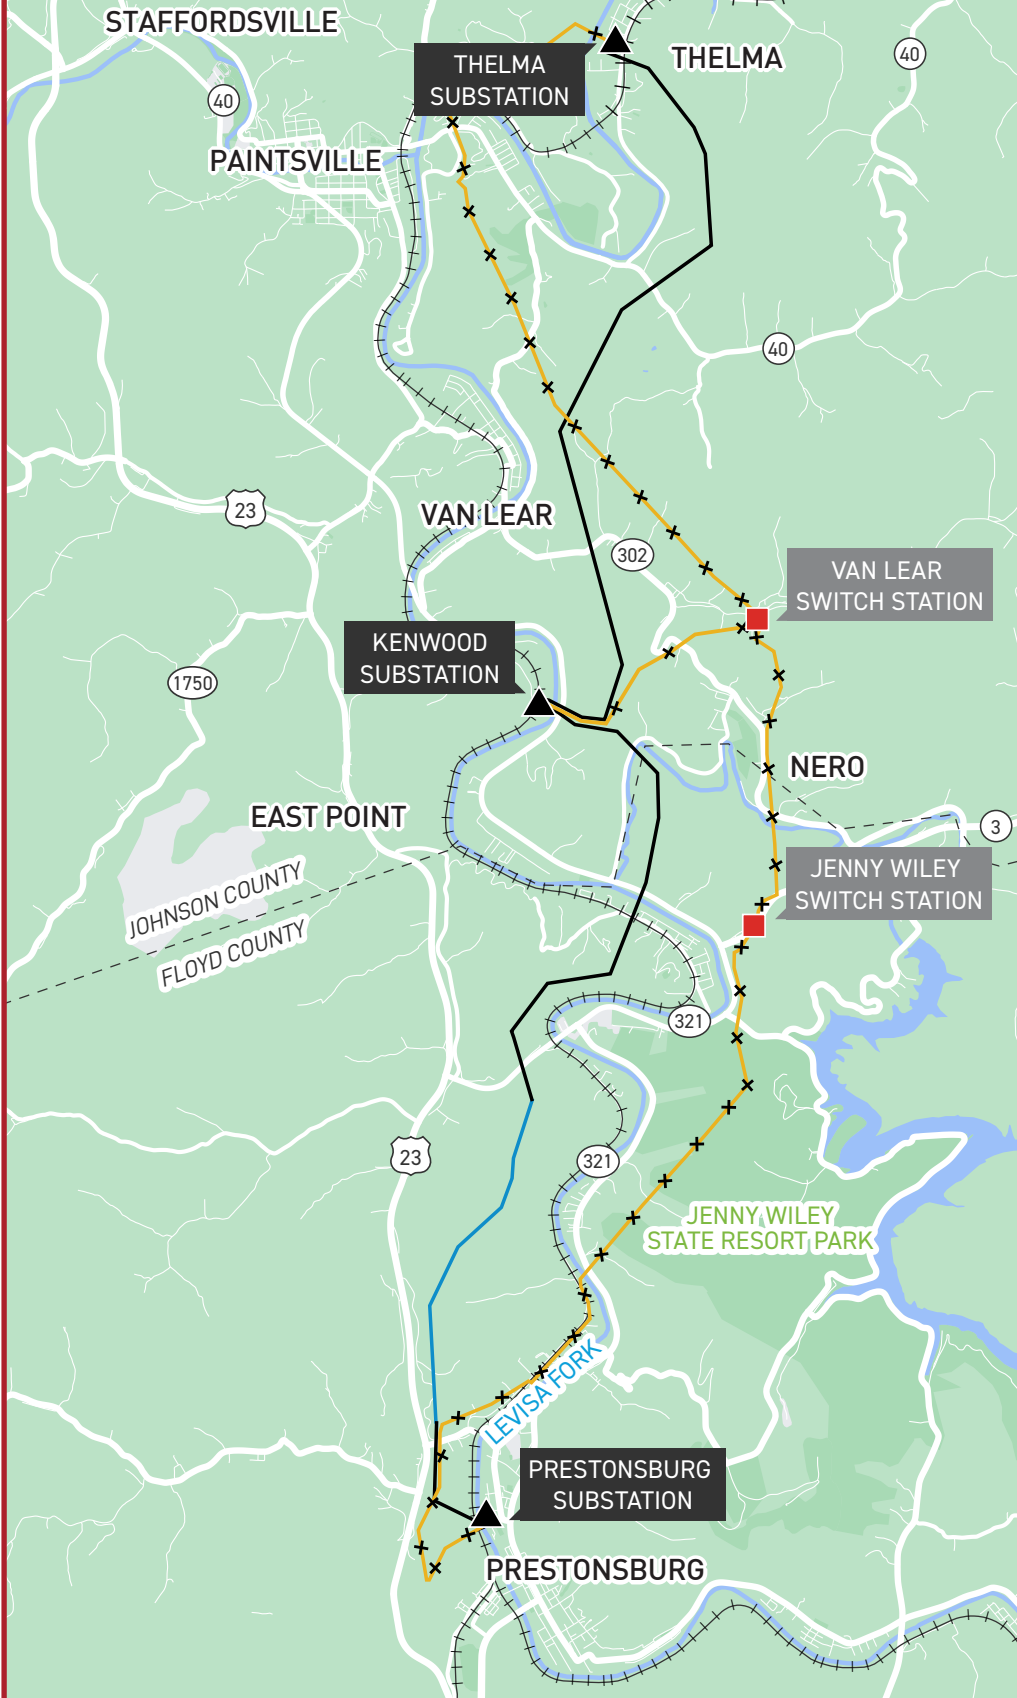 STAFFORDSVILLE
THELMA
SUBSTATION
THELMA
40
40
PAINTSVILLE
40
23
VAN LEAR
302
VAN LEAR
SWITCH STATION
KENWOOD
SUBSTATION
1750
NERO
EAST POINT
3
JENNY WILEY
SWITCH STATION
JOHNSON COUNTY
FLOYD COUNTY
321
23
321
JENNY WILEY
STATE RESORT PARK
LEVISA FORK
PRESTONSBURG
SUBSTATION
PRESTONSBURG